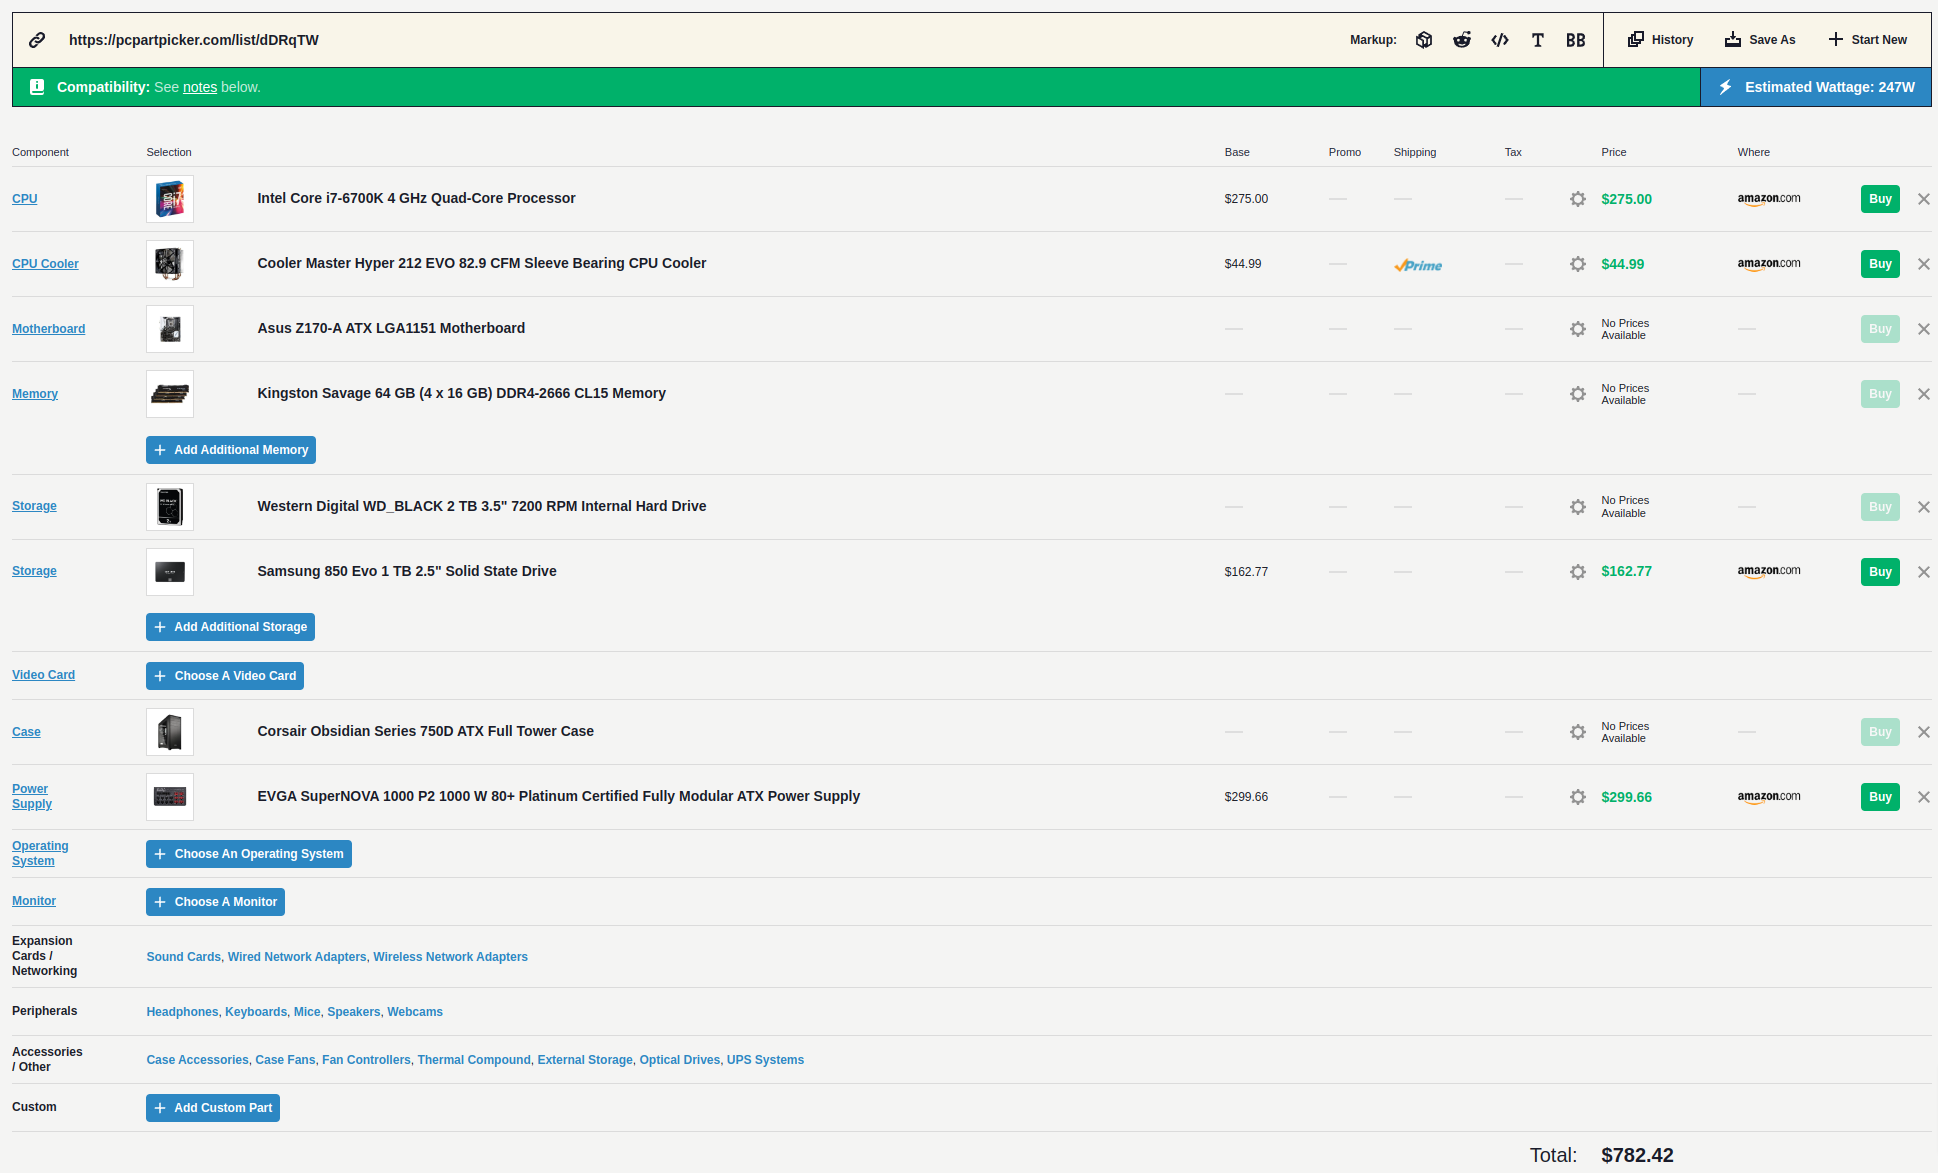 https://pcpartpicker.com/list/dDRqTW
Markup:
BB
History
Save As
Start New
Compatibility: See notes below.
Estimated Wattage: 247W
Component Selection Base Promo Shipping Tax Price Where
CPU Intel Core i7-6700K 4 GHz Quad-Core Processor $275.00 — — — $275.00 amazon.com Buy
CPU Cooler Cooler Master Hyper 212 EVO 82.9 CFM Sleeve Bearing CPU Cooler $44.99 — Prime — $44.99 amazon.com Buy
Motherboard Asus Z170-A ATX LGA1151 Motherboard — — — — No Prices Available — Buy
Memory Kingston Savage 64 GB (4 x 16 GB) DDR4-2666 CL15 Memory — — — — No Prices Available — Buy
Add Additional Memory
Storage Western Digital WD_BLACK 2 TB 3.5" 7200 RPM Internal Hard Drive — — — — No Prices Available — Buy
Storage Samsung 850 Evo 1 TB 2.5" Solid State Drive $162.77 — — — $162.77 amazon.com Buy
Add Additional Storage
Video Card Choose A Video Card
Case Corsair Obsidian Series 750D ATX Full Tower Case — — — — No Prices Available — Buy
Power Supply EVGA SuperNOVA 1000 P2 1000 W 80+ Platinum Certified Fully Modular ATX Power Supply $299.66 — — — $299.66 amazon.com Buy
Operating System Choose An Operating System
Monitor Choose A Monitor
Expansion Cards / Networking Sound Cards, Wired Network Adapters, Wireless Network Adapters
Peripherals Headphones, Keyboards, Mice, Speakers, Webcams
Accessories / Other Case Accessories, Case Fans, Fan Controllers, Thermal Compound, External Storage, Optical Drives, UPS Systems
Custom Add Custom Part
Total: $782.42